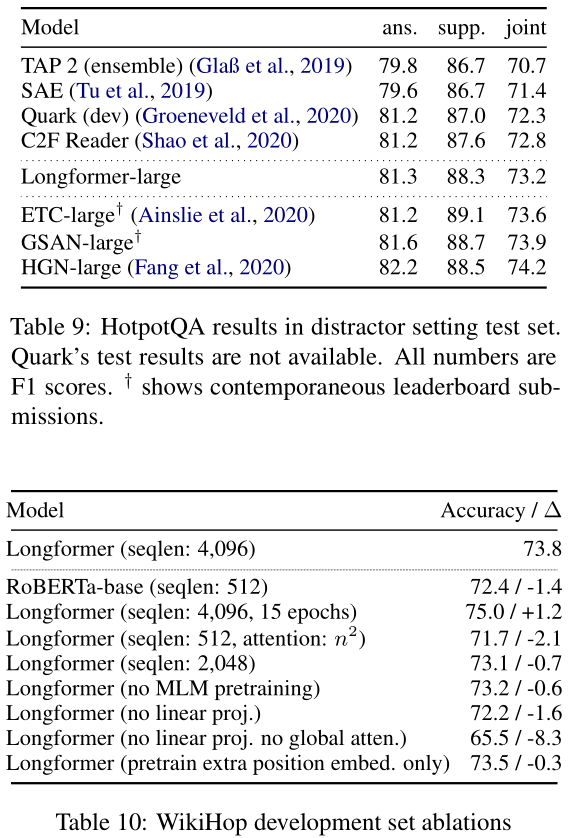 Model ans. supp. joint
TAP 2 (ensemble) (Glaß et al., 2019) 79.8 86.7 70.7
SAE (Tu et al., 2019) 79.6 86.7 71.4
Quark (dev) (Groeneveld et al., 2020) 81.2 87.0 72.3
C2F Reader (Shao et al., 2020) 81.2 87.6 72.8
Longformer-large 81.3 88.3 73.2
ETC-large† (Ainslie et al., 2020) 81.2 89.1 73.6
GSAN-large† 81.6 88.7 73.9
HGN-large (Fang et al., 2020) 82.2 88.5 74.2
Table 9: HotpotQA results in distractor setting test set.
Quark's test results are not available. All numbers are
F1 scores. † shows contemporaneous leaderboard sub-
missions.
Model Accuracy / Δ
Longformer (seqlen: 4,096) 73.8
RoBERTa-base (seqlen: 512) 72.4 / -1.4
Longformer (seqlen: 4,096, 15 epochs) 75.0 / +1.2
Longformer (seqlen: 512, attention: n²) 71.7 / -2.1
Longformer (seqlen: 2,048) 73.1 / -0.7
Longformer (no MLM pretraining) 73.2 / -0.6
Longformer (no linear proj.) 72.2 / -1.6
Longformer (no linear proj. no global atten.) 65.5 / -8.3
Longformer (pretrain extra position embed. only) 73.5 / -0.3
Table 10: WikiHop development set ablations